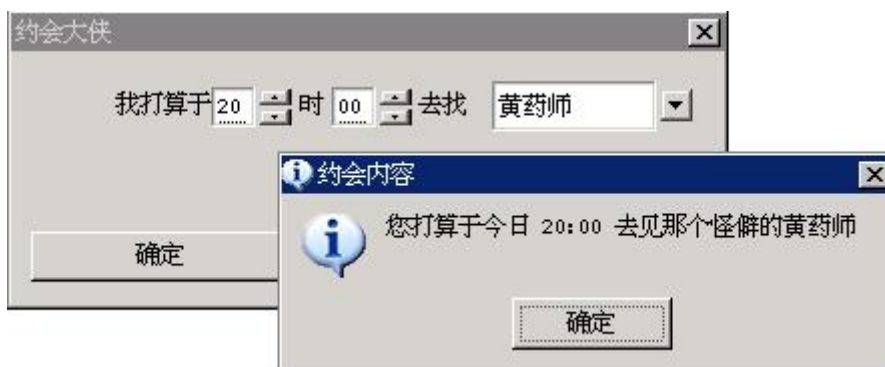 约会大侠
我打算于 20 时 00 去找 黄药师
确定
约会内容
您打算于今日 20:00 去见那个怪僻的黄药师
确定